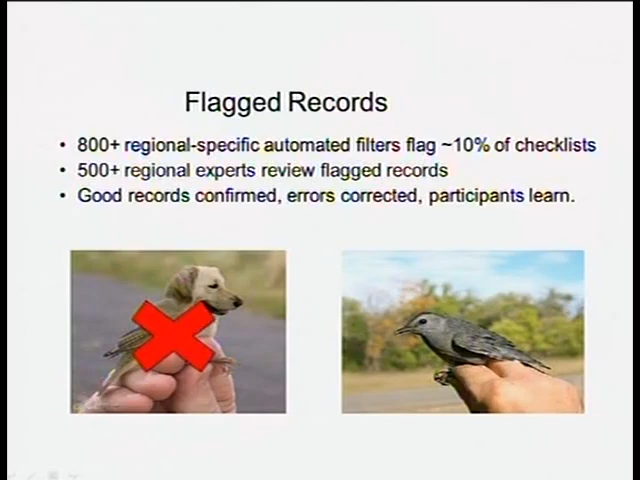 Flagged Records
• 800+ regional-specific automated filters flag ~10% of checklists
• 500+ regional experts review flagged records
• Good records confirmed, errors corrected, participants learn.